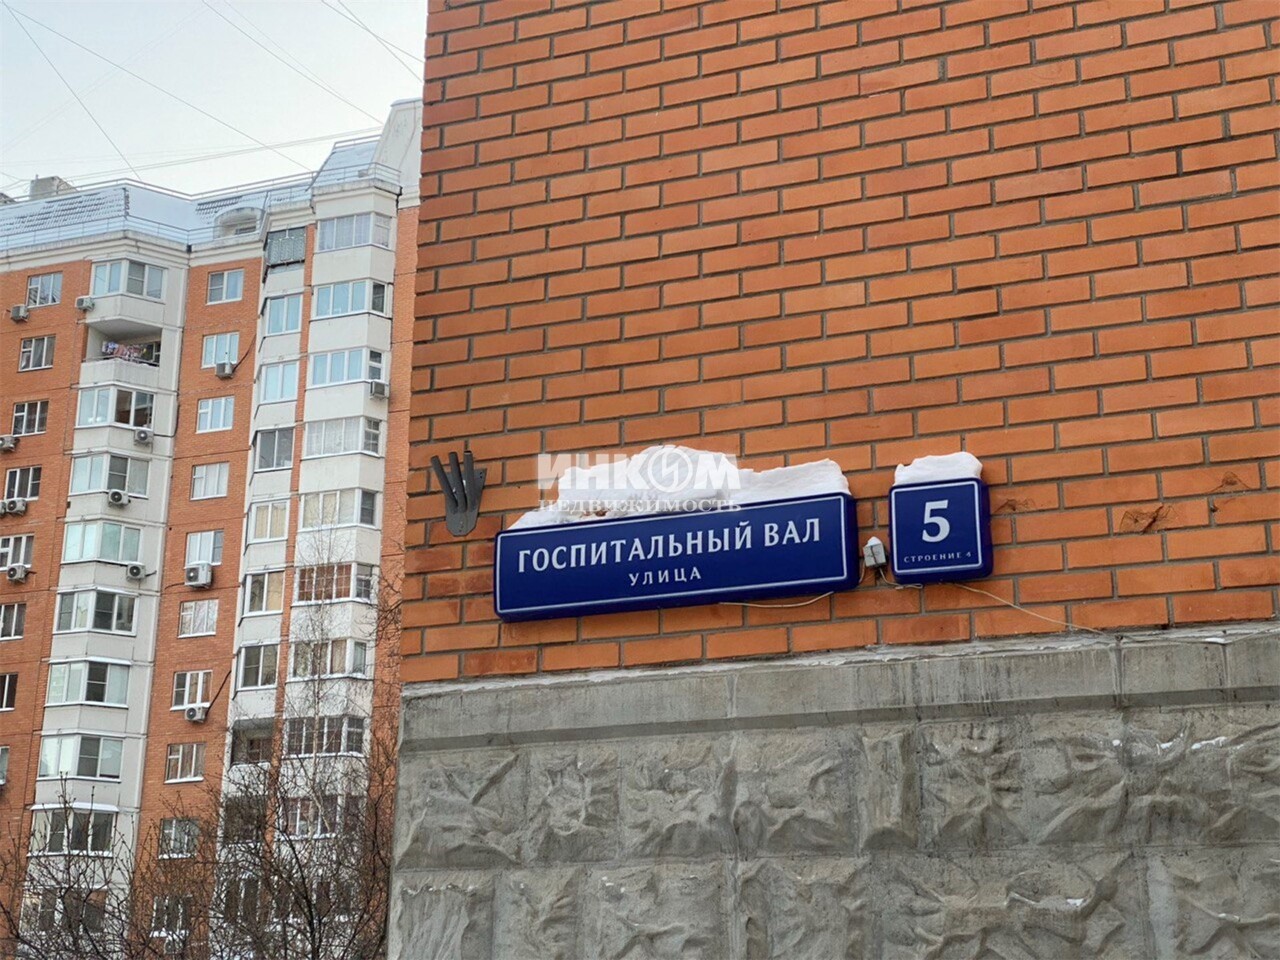 ИНКОМ
НЕДВИЖИМОСТЬ
ГОСПИТАЛЬНЫЙ ВАЛ
УЛИЦА
5
СТРОЕНИЕ 4